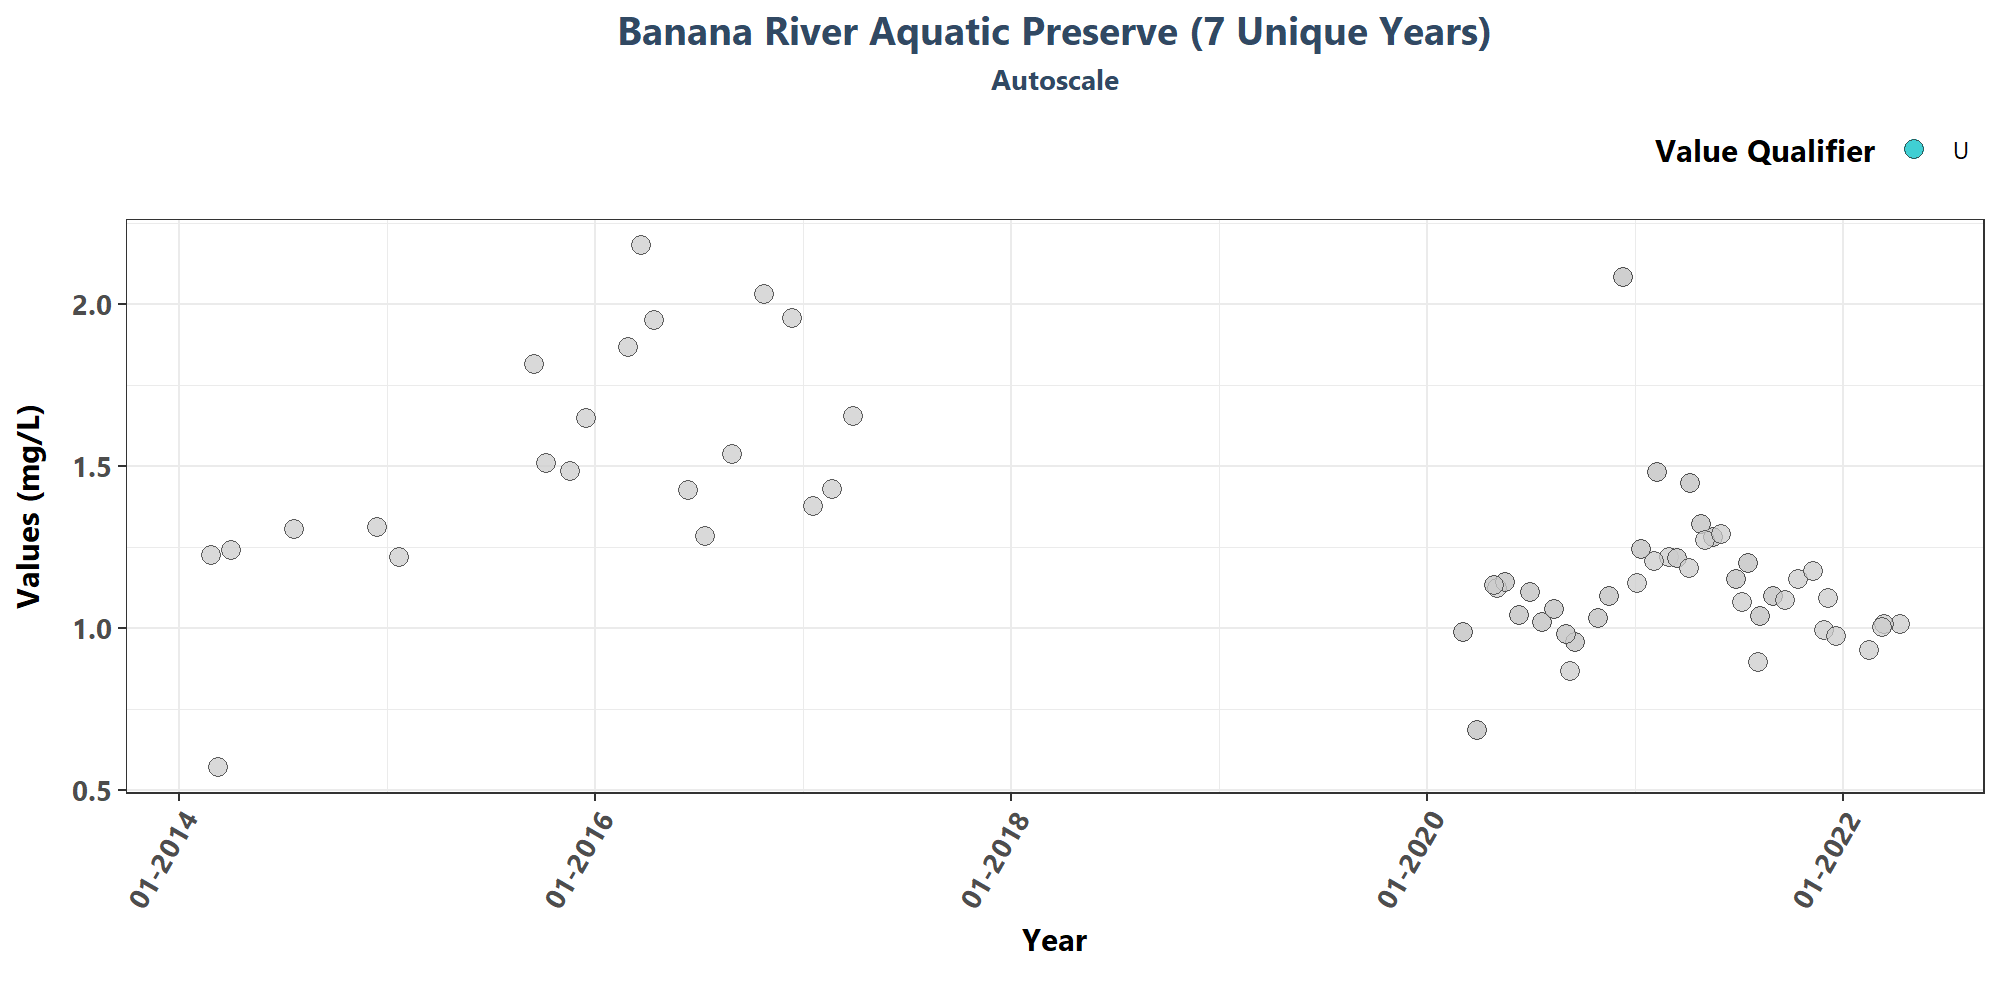 Banana River Aquatic Preserve (7 Unique Years)
Autoscale
Value Qualifier U
Values (mg/L)
2.0
1.5
1.0
0.5
01-2014 01-2016 01-2018 01-2020 01-2022
Year